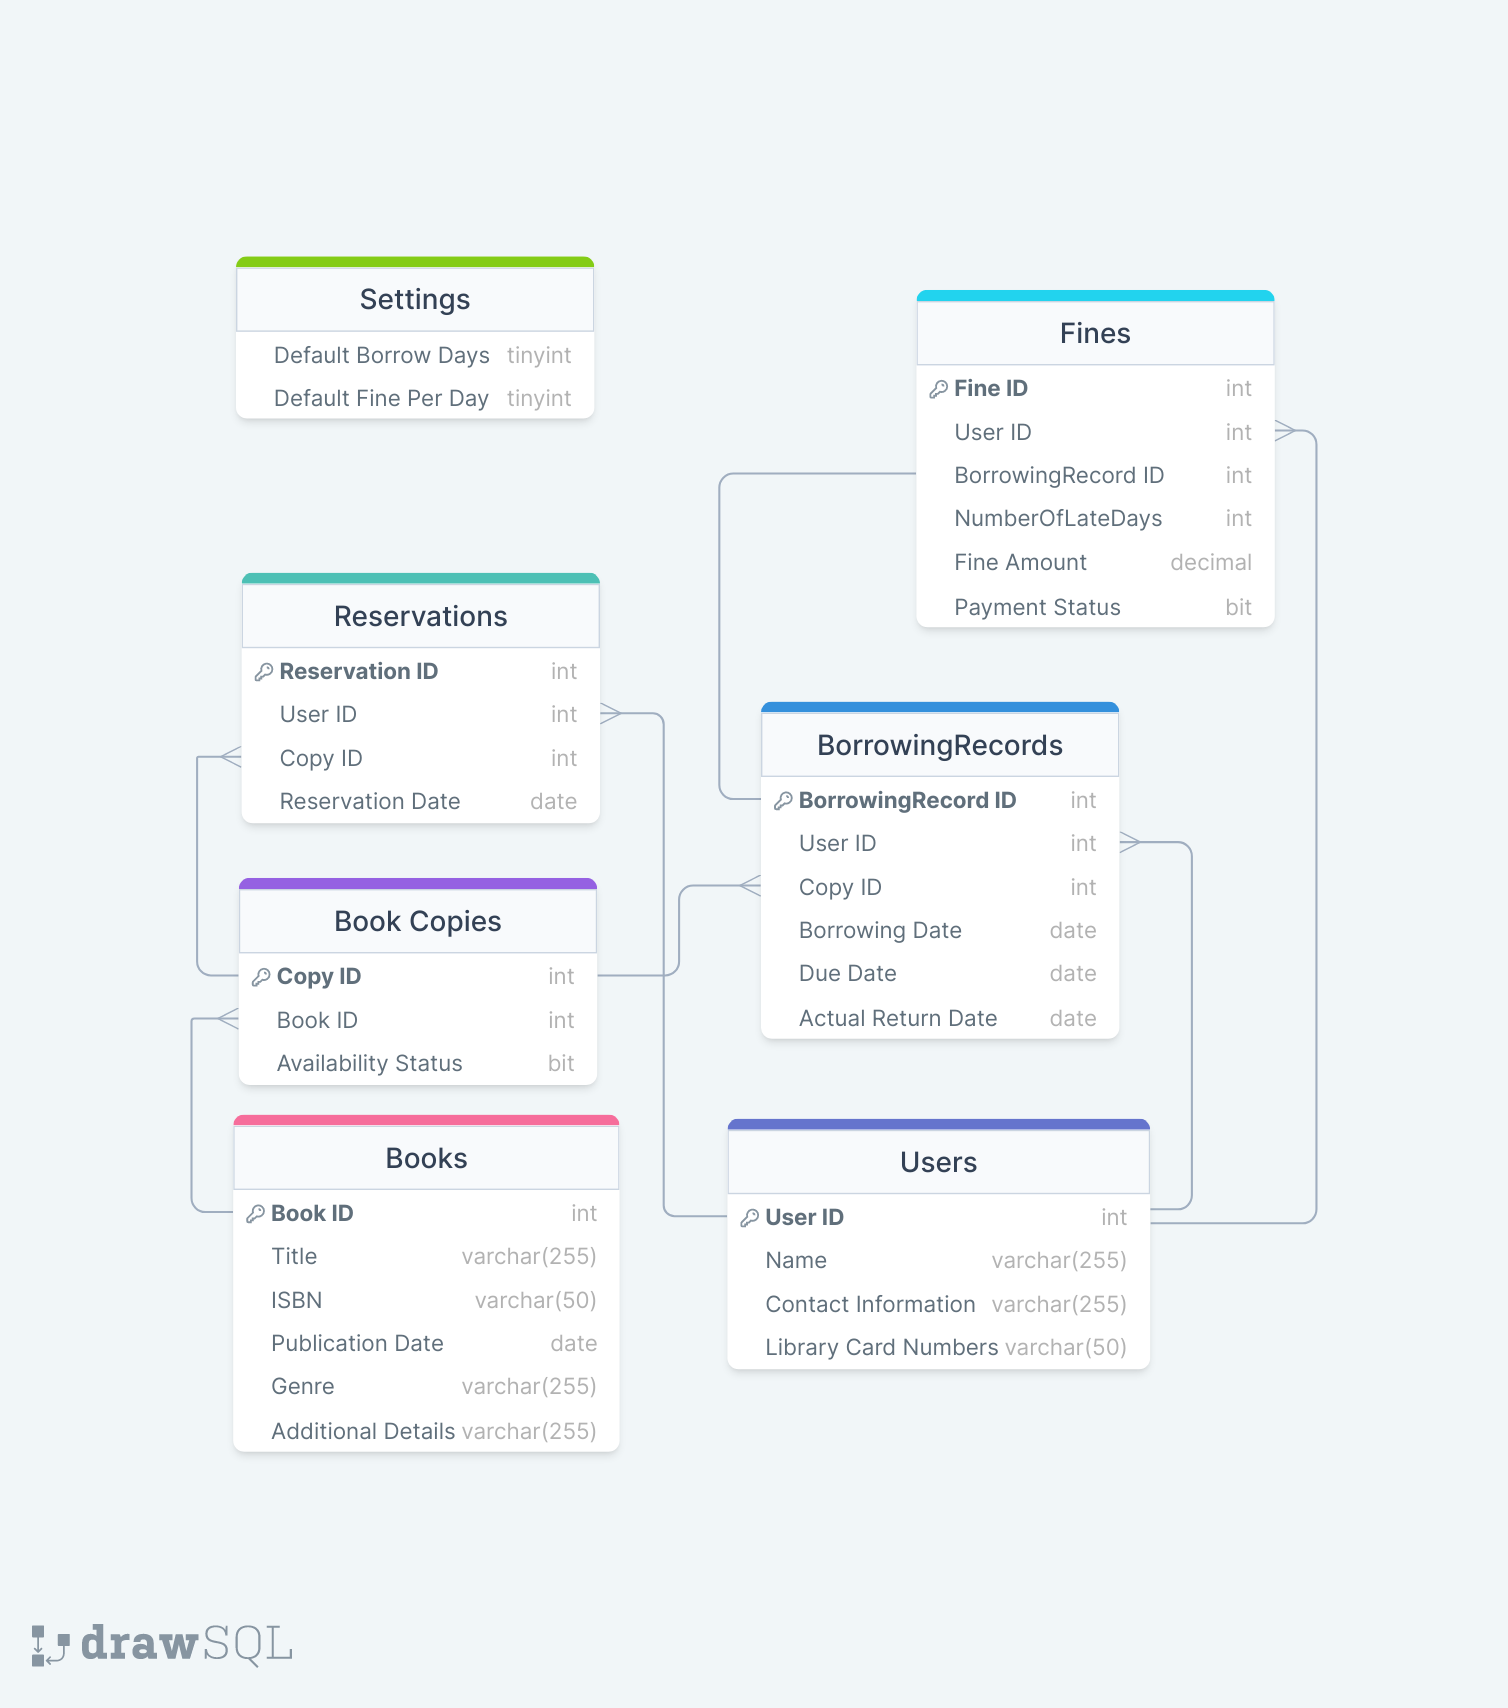 Settings
Default Borrow Days tinyint
Default Fine Per Day tinyint
Fines
Fine ID int
User ID int
BorrowingRecord ID int
NumberOfLateDays int
Fine Amount decimal
Payment Status bit
Reservations
Reservation ID int
User ID int
Copy ID int
Reservation Date date
BorrowingRecords
BorrowingRecord ID int
User ID int
Copy ID int
Borrowing Date date
Due Date date
Actual Return Date date
Book Copies
Copy ID int
Book ID int
Availability Status bit
Books
Book ID int
Title varchar(255)
ISBN varchar(50)
Publication Date date
Genre varchar(255)
Additional Details varchar(255)
Users
User ID int
Name varchar(255)
Contact Information varchar(255)
Library Card Numbers varchar(50)
drawSQL